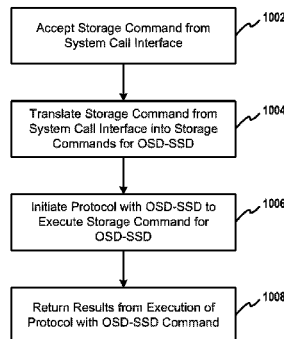 Accept Storage Command from
System Call Interface
1002
Translate Storage Command from
System Call Interface into Storage
Commands for OSD-SSD
1004
Initiate Protocol with OSD-SSD to
Execute Storage Command for
OSD-SSD
1006
Return Results from Execution of
Protocol with OSD-SSD Command
1008